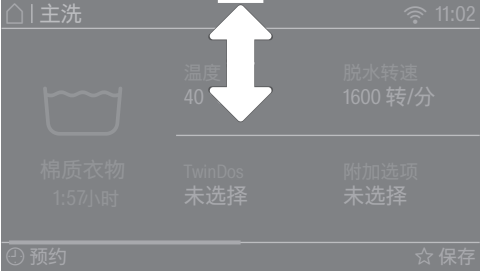 主洗 11:02
温度 脱水转速
40 1600 转/分
棉质衣物
1:57小时
TwinDos 附加选项
未选择 未选择
预约 保存